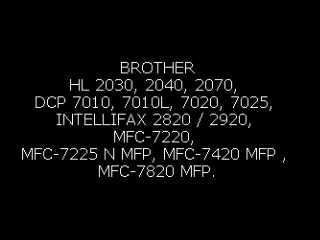 BROTHER
HL 2030, 2040, 2070,
DCP 7010, 7010L, 7020, 7025,
INTELLIFAX 2820 / 2920,
MFC-7220,
MFC-7225 N MFP, MFC-7420 MFP ,
MFC-7820 MFP.